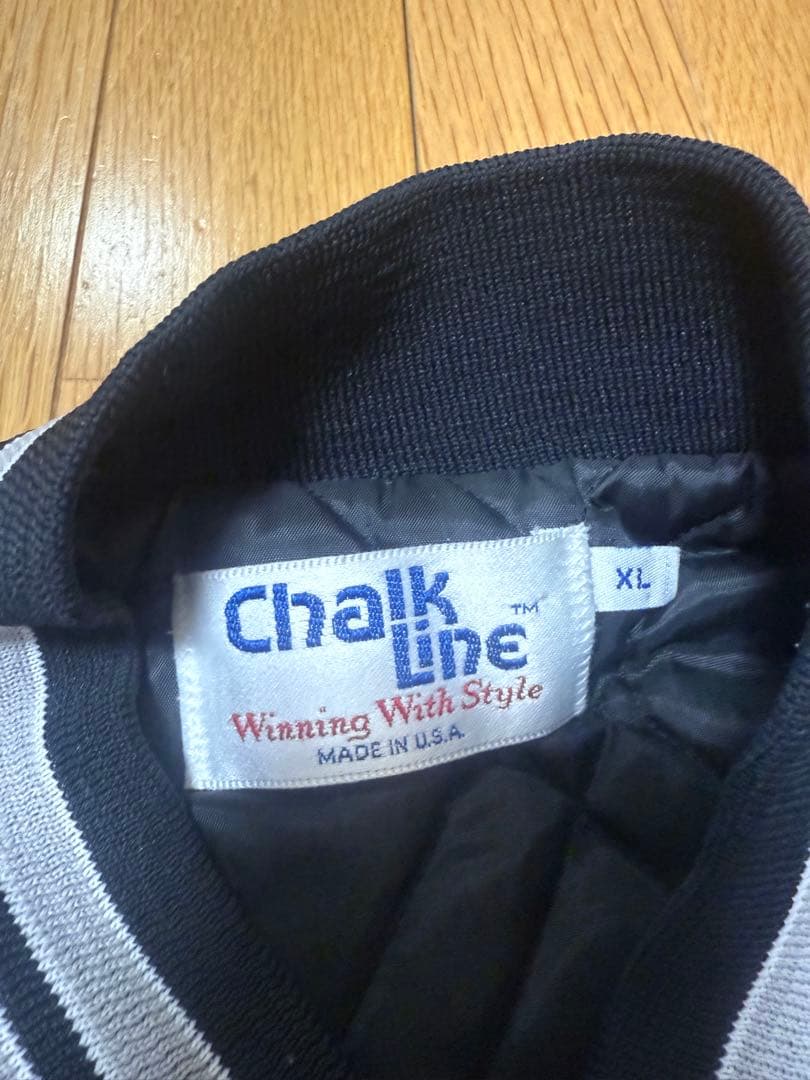 Chalk
Line™
Winning With Style
MADE IN U.S.A.
XL